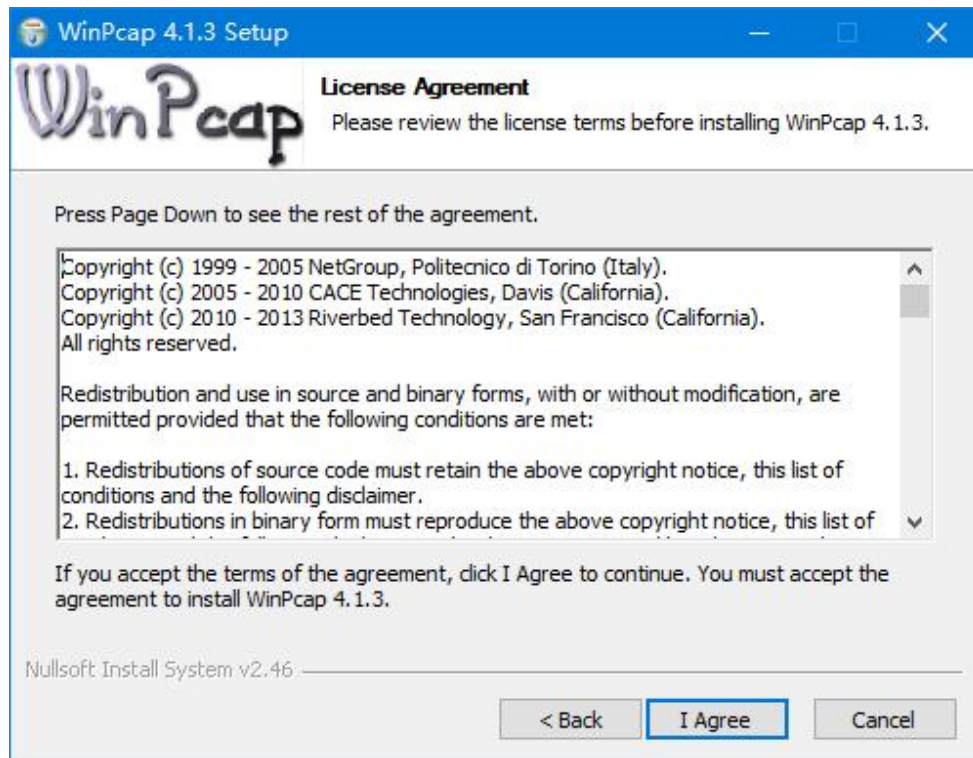 WinPcap 4.1.3 Setup
WinPcap
License Agreement
Please review the license terms before installing WinPcap 4.1.3.
Press Page Down to see the rest of the agreement.
Copyright (c) 1999 - 2005 NetGroup, Politecnico di Torino (Italy).
Copyright (c) 2005 - 2010 CACE Technologies, Davis (California).
Copyright (c) 2010 - 2013 Riverbed Technology, San Francisco (California).
All rights reserved.
Redistribution and use in source and binary forms, with or without modification, are
permitted provided that the following conditions are met:
1. Redistributions of source code must retain the above copyright notice, this list of
conditions and the following disclaimer.
2. Redistributions in binary form must reproduce the above copyright notice, this list of
If you accept the terms of the agreement, click I Agree to continue. You must accept the
agreement to install WinPcap 4.1.3.
Nullsoft Install System v2.46
< Back
I Agree
Cancel